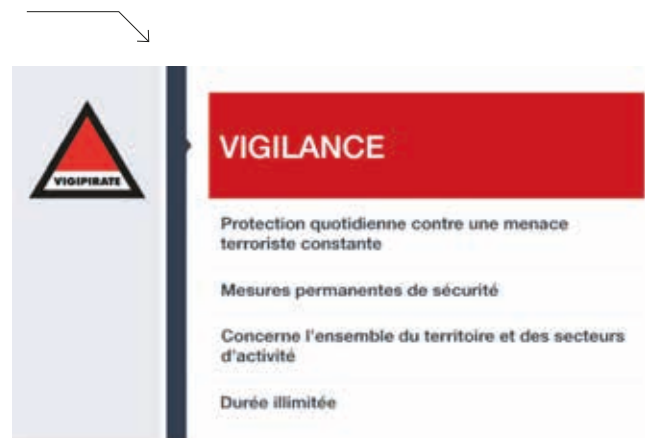 VIGIPIRATE
VIGILANCE
Protection quotidienne contre une menace
terroriste constante
Mesures permanentes de sécurité
Concerne l'ensemble du territoire et des secteurs
d'activité
Durée illimitée